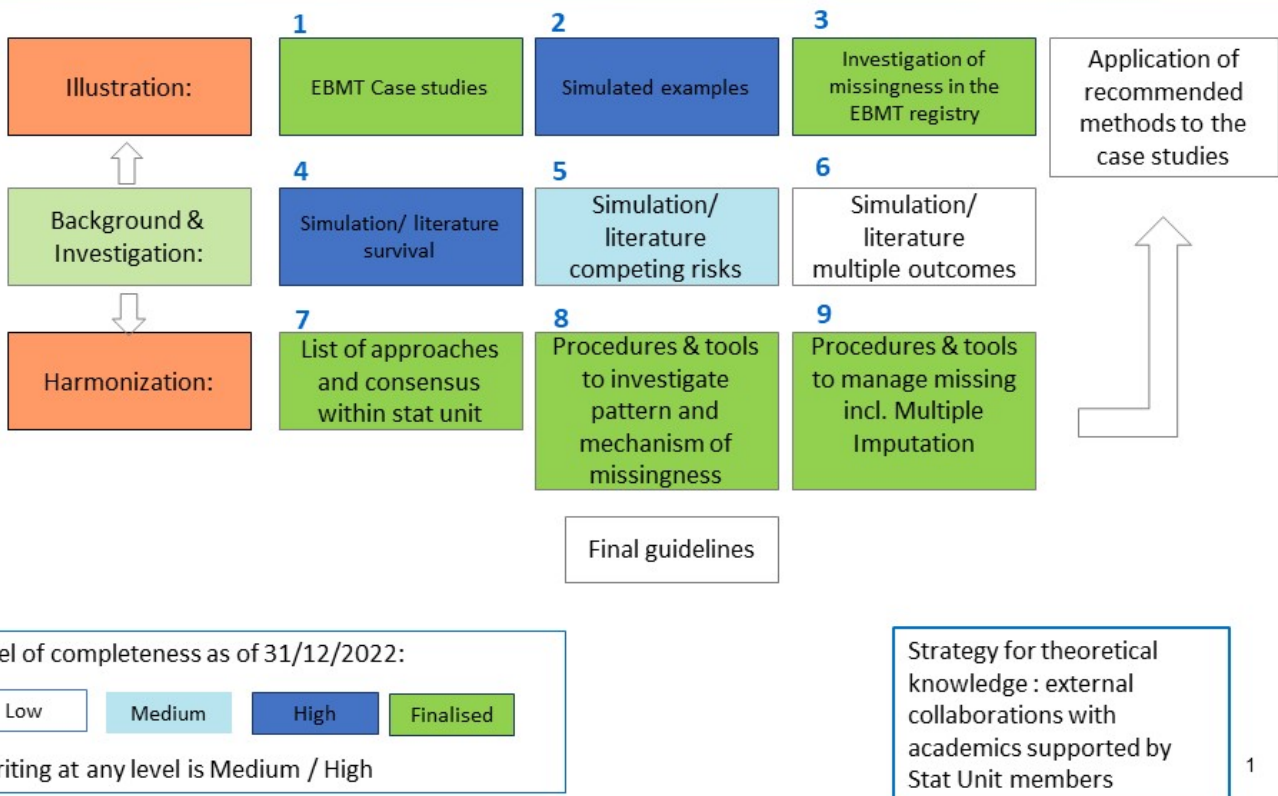 1
2
3
Illustration:
EBMT Case studies
Simulated examples
Investigation of
missingness in the
EBMT registry
Application of
recommended
methods to the
case studies
4
5
6
Background &
Investigation:
Simulation/ literature
survival
Simulation/
literature
competing risks
Simulation/
literature
multiple outcomes
7
8
9
Harmonization:
List of approaches
and consensus
within stat unit
Procedures & tools
to investigate
pattern and
mechanism of
missingness
Procedures & tools
to manage missing
incl. Multiple
Imputation
Final guidelines
el of completeness as of 31/12/2022:
Low
Medium
High
Finalised
riting at any level is Medium / High
Strategy for theoretical
knowledge : external
collaborations with
academics supported by
Stat Unit members
1